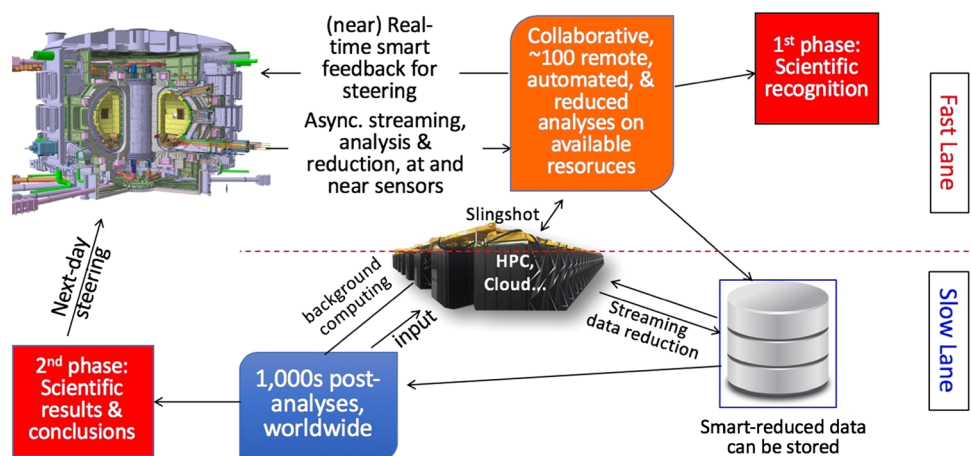 (near) Real-
time smart
feedback for
steering
Async. streaming,
analysis &
reduction, at and
near sensors
Collaborative,
~100 remote,
automated, &
reduced
analyses on
available
resoruces
1st phase:
Scientific
recognition
Fast Lane
Slingshot
HPC,
Cloud...
Next-day
steering
background
computing
input
Streaming
data reduction
Slow Lane
2nd phase:
Scientific
results &
conclusions
1,000s post-
analyses,
worldwide
Smart-reduced data
can be stored